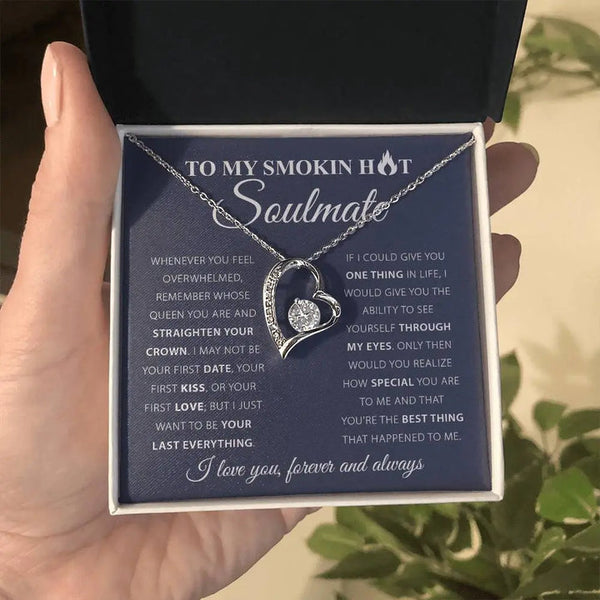 TO MY SMOKIN HOT
Soulmate
WHENEVER YOU FEEL
OVERWHELMED,
REMEMBER WHOSE
QUEEN YOU ARE AND
STRAIGHTEN YOUR
CROWN. I MAY NOT BE
YOUR FIRST DATE, YOUR
FIRST KISS, OR YOUR
FIRST LOVE; BUT I JUST
WANT TO BE YOUR
LAST EVERYTHING.
IF I COULD GIVE YOU
ONE THING IN LIFE, I
WOULD GIVE YOU THE
ABILITY TO SEE
YOURSELF THROUGH
MY EYES. ONLY THEN
WOULD YOU REALIZE
HOW SPECIAL YOU ARE
TO ME AND THAT
YOU'RE THE BEST THING
THAT HAPPENED TO ME.
I love you, forever and always